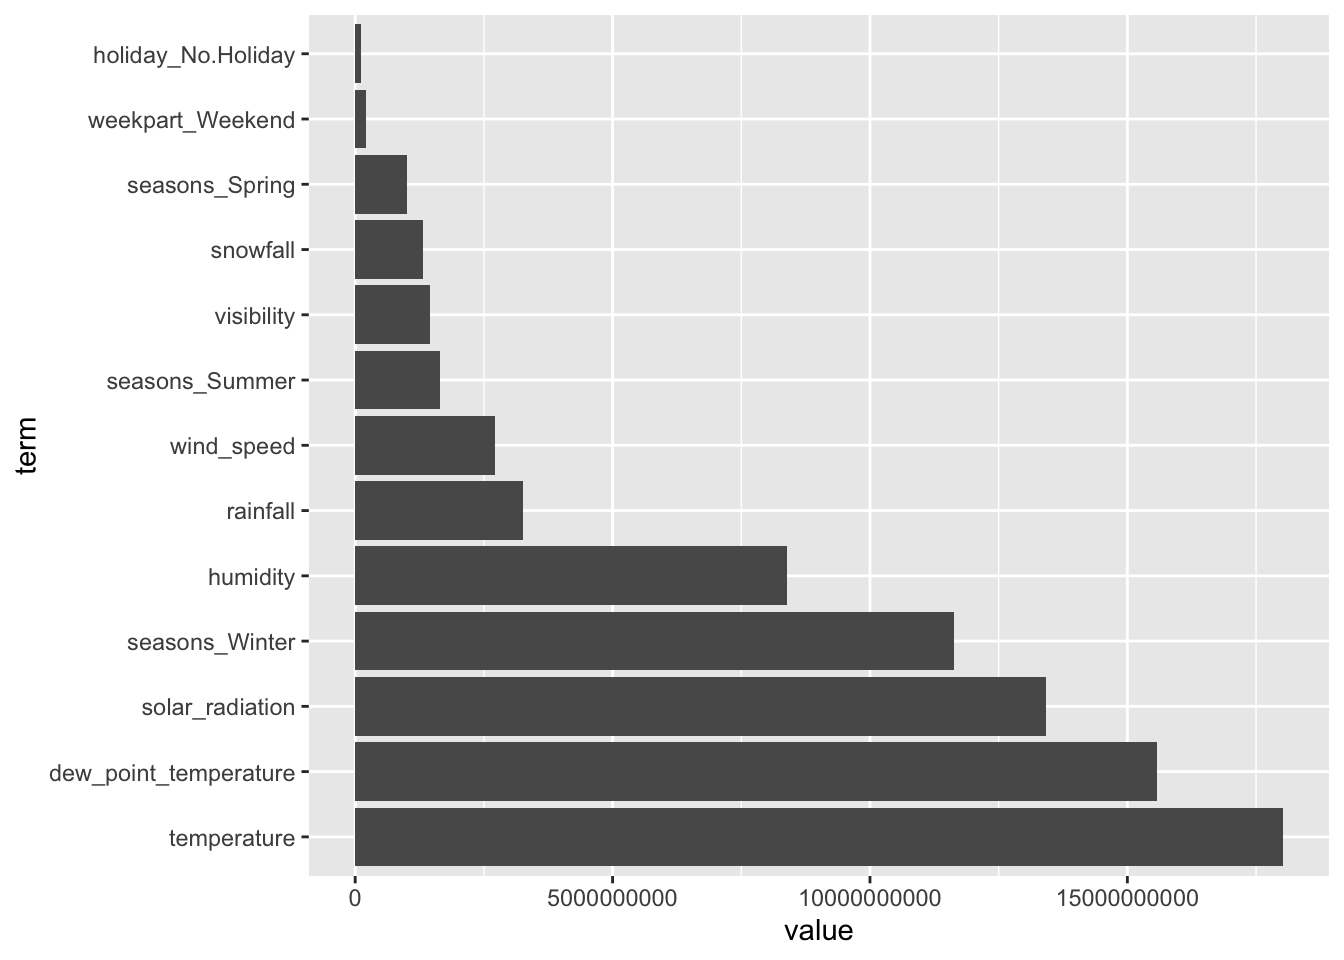 holiday_No.Holiday
weekpart_Weekend
seasons_Spring
snowfall
visibility
seasons_Summer
wind_speed
rainfall
humidity
seasons_Winter
solar_radiation
dew_point_temperature
temperature
term
0 5000000000 10000000000 15000000000
value